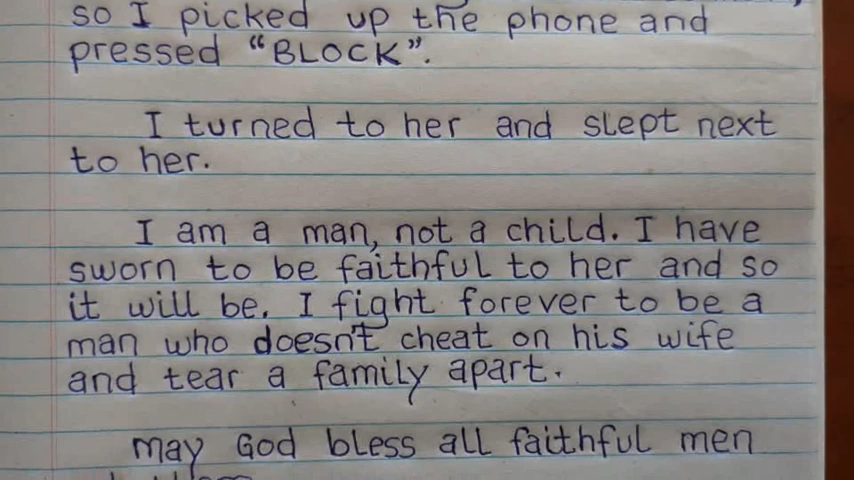 so I picked up the phone and
pressed "BLOCK".
I turned to her and slept next
to her.
I am a man, not a child. I have
sworn to be faithful to her and so
it will be. I fight forever to be a
man who doesn't cheat on his wife
and tear a family apart.
may God bless all faithful men